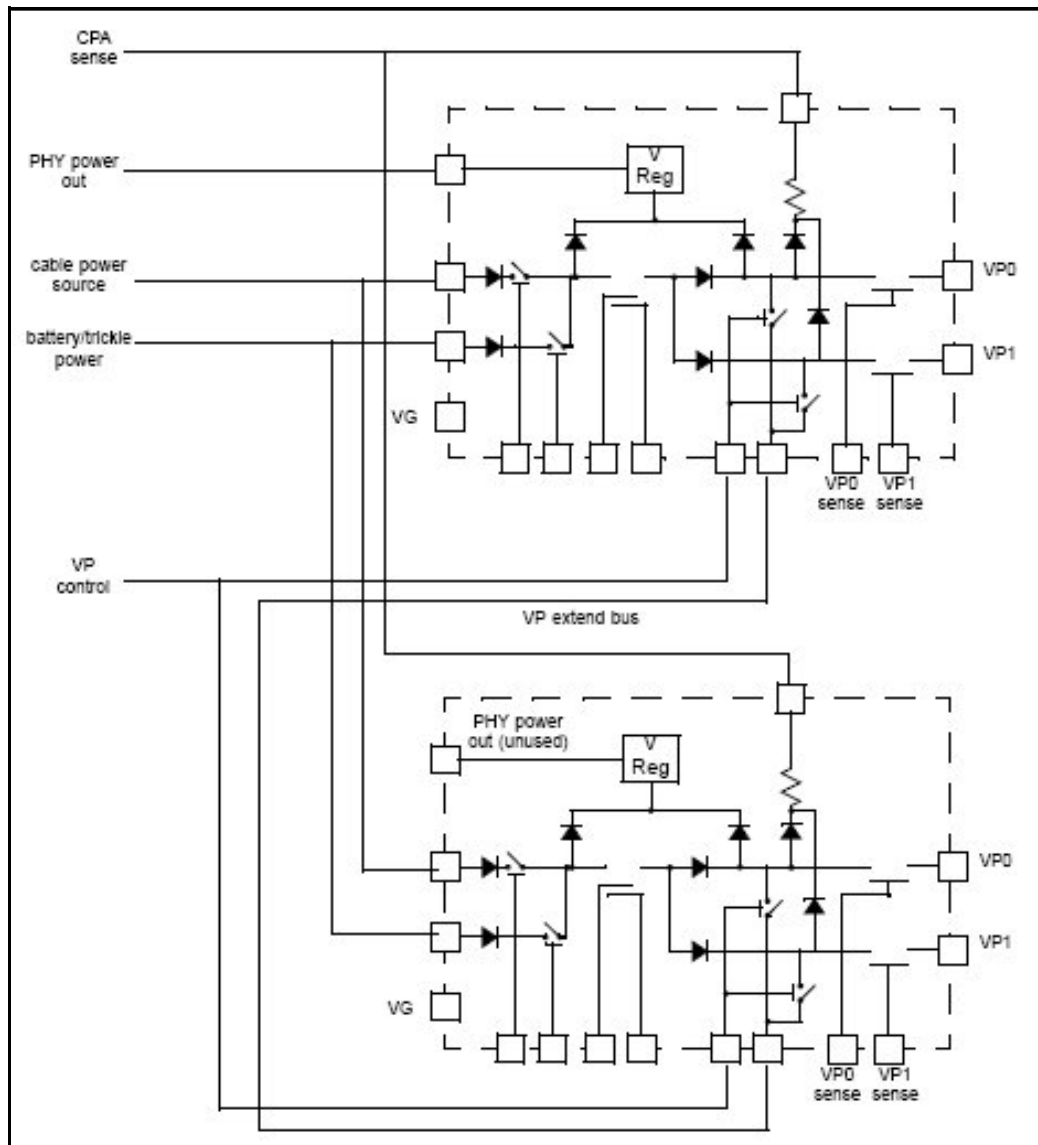 CPA
sense
PHY power
out
V
Reg
cable power
source
VP0
battery/trickle
power
VP1
VG
VP0
sense
VP1
sense
VP
control
VP extend bus
PHY power
out (unused)
V
Reg
VP0
VP1
VG
VP0
sense
VP1
sense